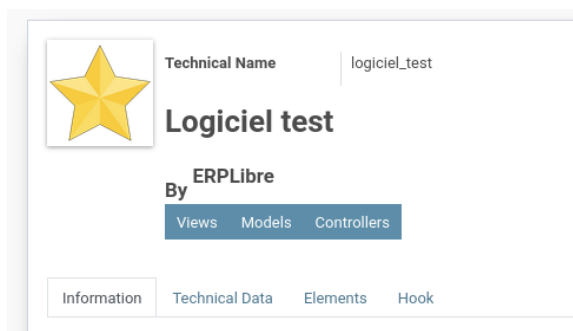 Technical Name logiciel_test
Logiciel test
By ERPLibre
Views Models Controllers
Information Technical Data Elements Hook